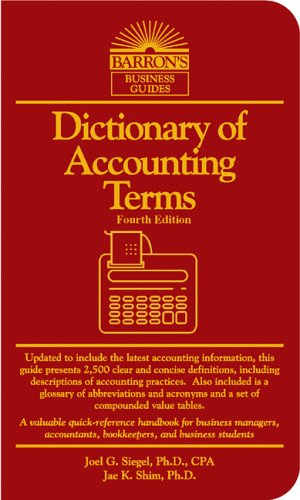 BARRON'S
BUSINESS
GUIDES
Dictionary of
Accounting
Terms
Fourth Edition
Updated to include the latest accounting information, this
guide presents 2,500 clear and concise definitions, including
descriptions of accounting practices. Also included is a
glossary of abbreviations and acronyms and a set of
compounded value tables.
A valuable quick-reference handbook for business managers,
accountants, bookkeepers, and business students
Joel G. Siegel, Ph.D., CPA
Jae K. Shim, Ph.D.